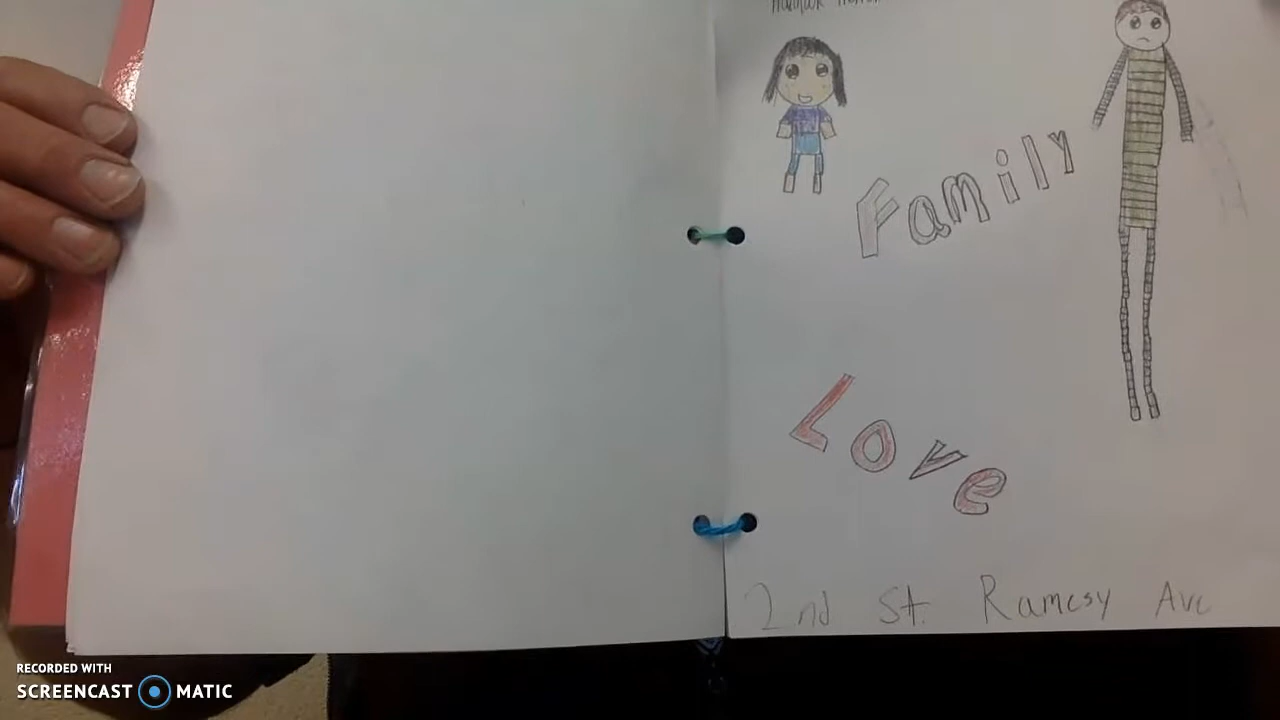 Family
Love
2nd St. Ramesy Ave
RECORDED WITH
SCREENCAST MATIC